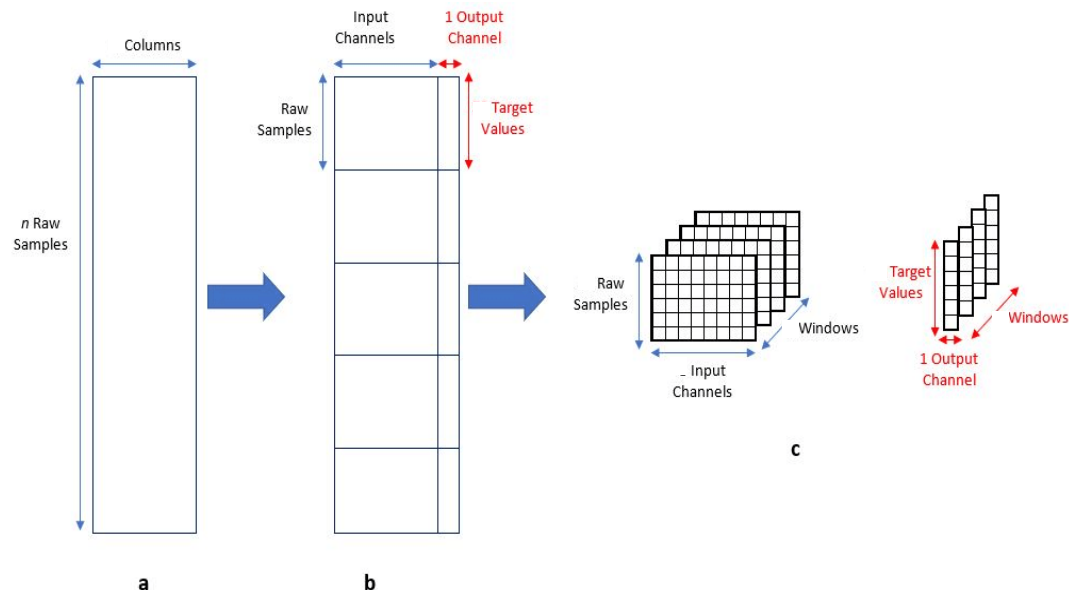 Columns
n Raw
Samples
a
Input
Channels
1 Output
Channel
Raw
Samples
Target
Values
b
Raw
Samples
Windows
Input
Channels
Target
Values
Windows
1 Output
Channel
c